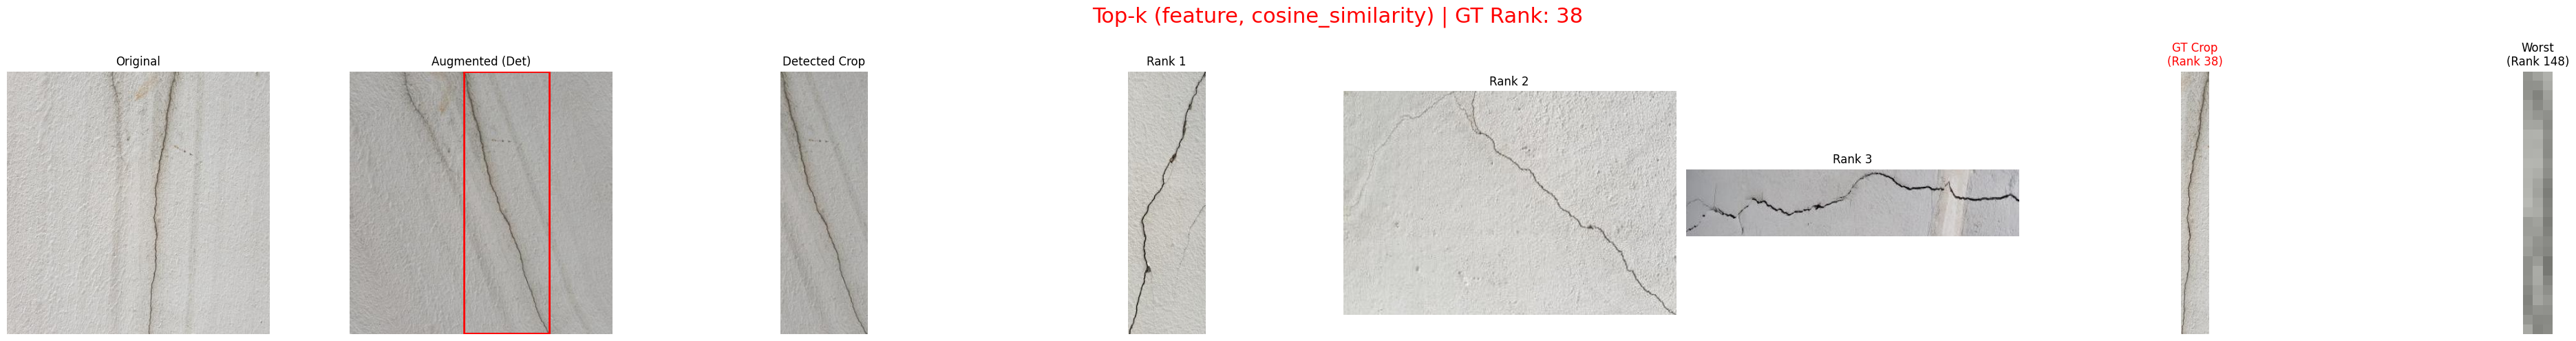 Top-k (feature, cosine_similarity) | GT Rank: 38
Original
Augmented (Det)
Detected Crop
Rank 1
Rank 2
Rank 3
GT Crop
(Rank 38)
Worst
(Rank 148)